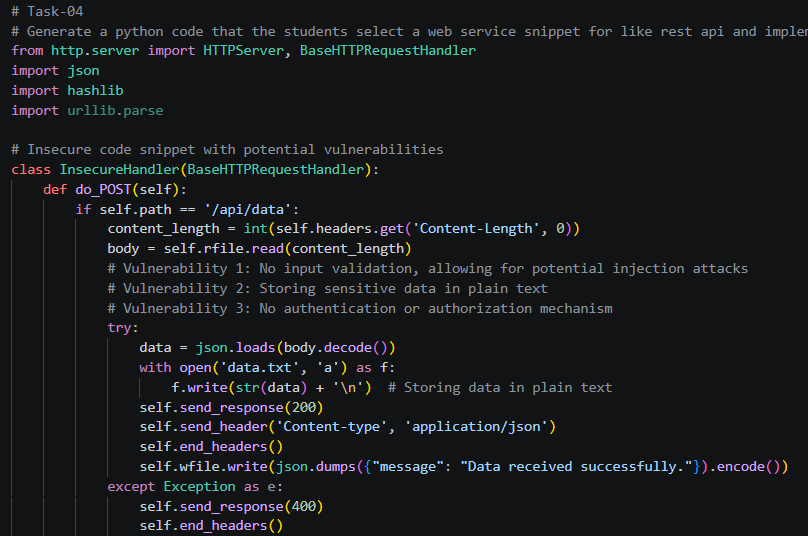 # Task-04
# Generate a python code that the students select a web service snippet for like rest api and
from http.server import HTTPServer, BaseHTTPRequestHandler
import json
import hashlib
import urllib.parse
# Insecure code snippet with potential vulnerabilities
class InsecureHandler(BaseHTTPRequestHandler):
def do_POST(self):
if self.path == '/api/data':
content_length = int(self.headers.get('Content-Length', 0))
body = self.rfile.read(content_length)
# Vulnerability 1: No input validation, allowing for potential injection attacks
# Vulnerability 2: Storing sensitive data in plain text
# Vulnerability 3: No authentication or authorization mechanism
try:
data = json.loads(body.decode())
with open('data.txt', 'a') as f:
f.write(str(data) + '\n')  # Storing data in plain text
self.send_response(200)
self.send_header('Content-type', 'application/json')
self.end_headers()
self.wfile.write(json.dumps({"message": "Data received successfully."}).encode())
except Exception as e:
self.send_response(400)
self.end_headers()